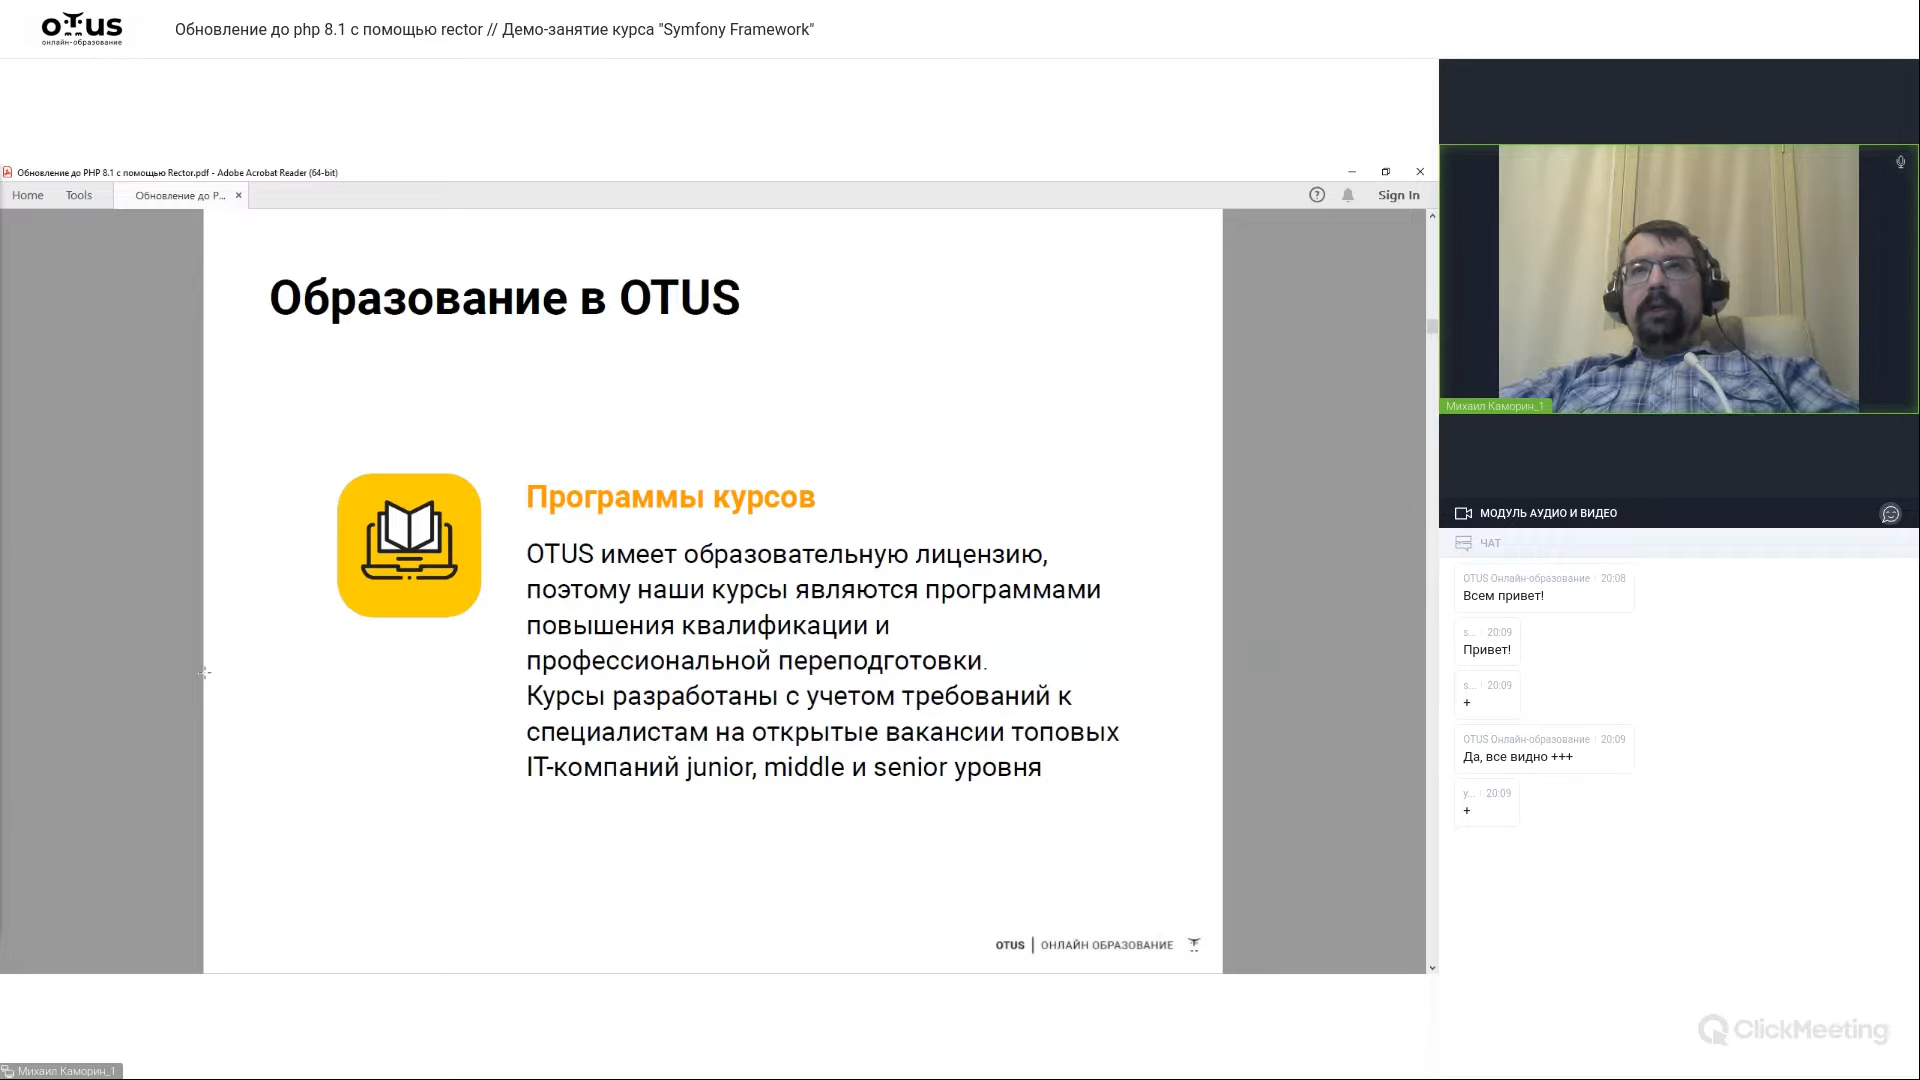 OTUS
онлайн-образование
Обновление до php 8.1 с помощью rector // Демо-занятие курса "Symfony Framework"
Обновление до PHP 8.1 с помощью Rector.pdf - Adobe Acrobat Reader (64-bit)
Home Tools Обновление до P... × ? Sign In
Образование в OTUS
Программы курсов
OTUS имеет образовательную лицензию,
поэтому наши курсы являются программами
повышения квалификации и
профессиональной переподготовки.
Курсы разработаны с учетом требований к
специалистам на открытые вакансии топовых
IT-компаний junior, middle и senior уровня
OTUS | ОНЛАЙН ОБРАЗОВАНИЕ
Михаил Каморин_1
МОДУЛЬ АУДИО И ВИДЕО
ЧАТ
OTUS Онлайн-образование 20:08
Всем привет!
s... 20:09
Привет!
s... 20:09
+
OTUS Онлайн-образование 20:09
Да, все видно +++
y... 20:09
+
ClickMeeting
Михаил Каморин_1